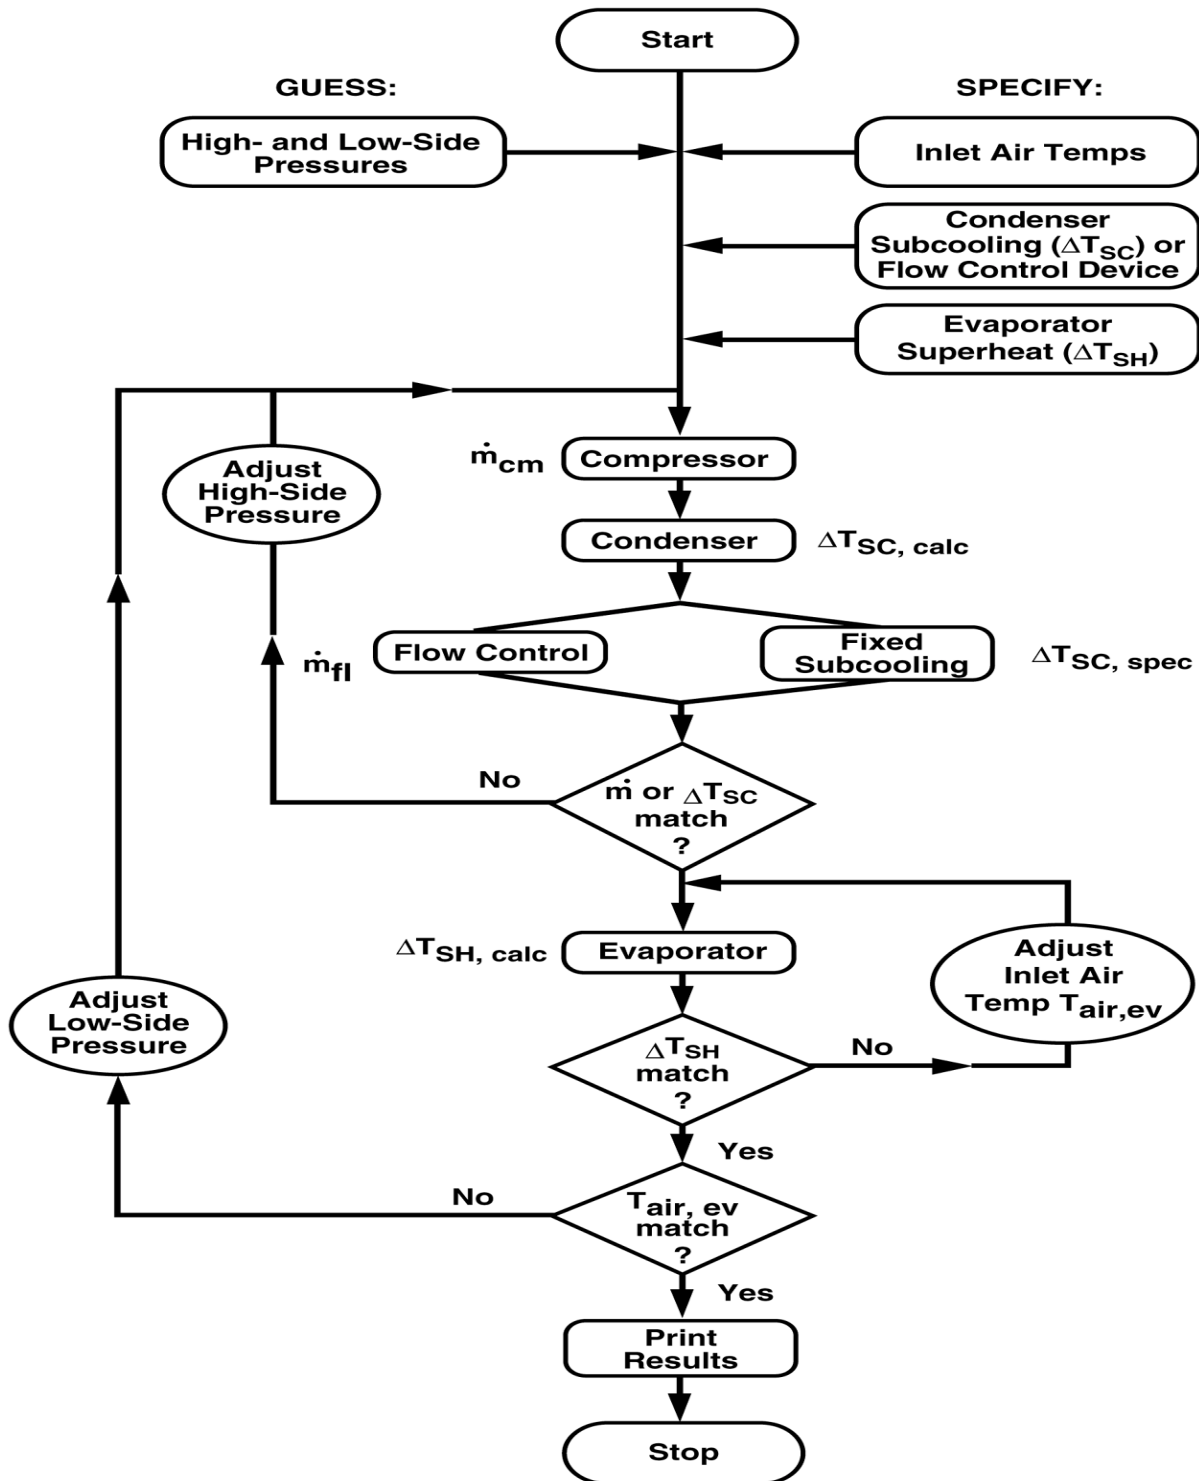 Start
GUESS:
SPECIFY:
High- and Low-Side
Pressures
Inlet Air Temps
Condenser
Subcooling (ΔTSC) or
Flow Control Device
Evaporator
Superheat (ΔTSH)
Adjust
High-Side
Pressure
ṁcm
Compressor
Condenser
ΔTSC, calc
Flow Control
Fixed
Subcooling
ΔTSC, spec
ṁfl
No
ṁ or ΔTSC
match
?
ΔTSH, calc
Evaporator
Adjust
Inlet Air
Temp Tair,ev
Adjust
Low-Side
Pressure
ΔTSH
match
?
No
Yes
No
Tair, ev
match
?
Yes
Print
Results
Stop